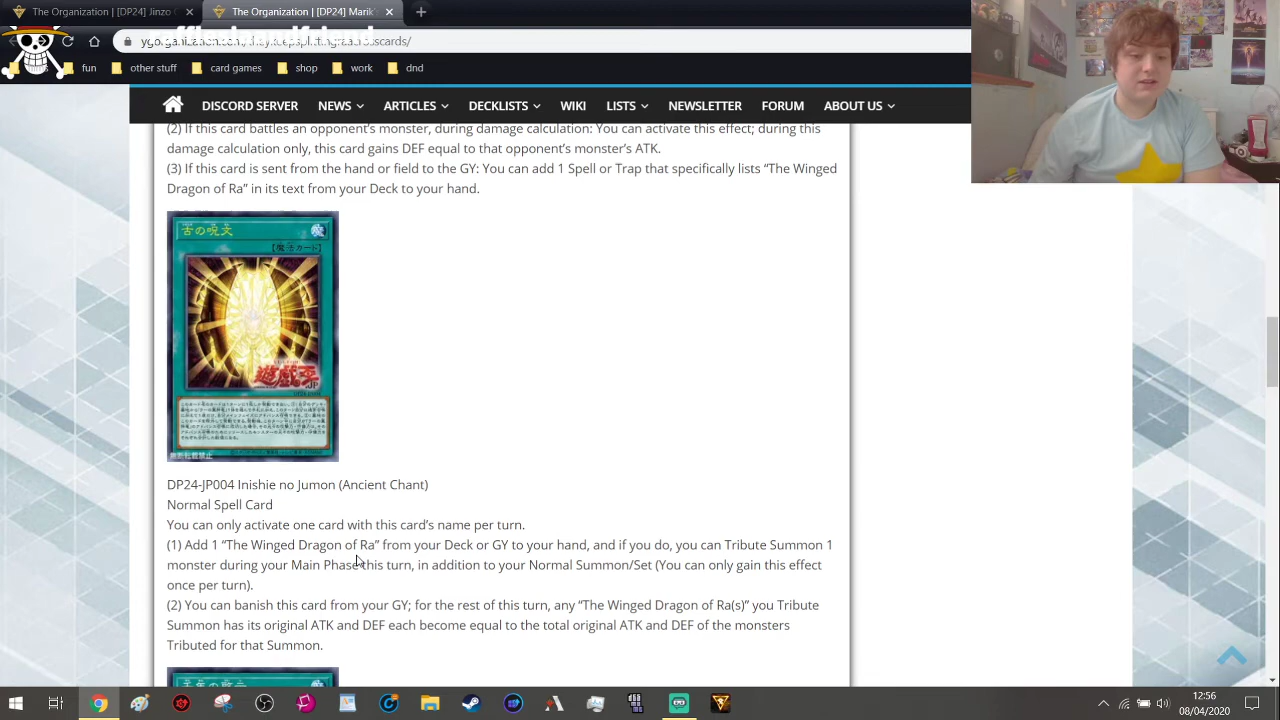 The Organization | [DP24] Jinzo
The Organization | [DP24] Marik
fun
other stuff
card games
shop
work
dnd
DISCORD SERVER
NEWS
ARTICLES
DECKLISTS
WIKI
LISTS
NEWSLETTER
FORUM
ABOUT US
(2) If this card battles an opponent’s monster, during damage calculation: You can activate this effect; during this
damage calculation only, this card gains DEF equal to that opponent’s monster’s ATK.
(3) If this card is sent from the hand or field to the GY: You can add 1 Spell or Trap that specifically lists “The Winged
Dragon of Ra” in its text from your Deck to your hand.
古の呪文
【魔法カード】
遊戯王
.JP
DP24-JP004 Inishie no Jumon (Ancient Chant)
Normal Spell Card
You can only activate one card with this card’s name per turn.
(1) Add 1 “The Winged Dragon of Ra” from your Deck or GY to your hand, and if you do, you can Tribute Summon 1
monster during your Main Phase this turn, in addition to your Normal Summon/Set (You can only gain this effect
once per turn).
(2) You can banish this card from your GY; for the rest of this turn, any “The Winged Dragon of Ra(s)” you Tribute
Summon has its original ATK and DEF each become equal to the total original ATK and DEF of the monsters
Tributed for that Summon.
12:56
08/04/2020